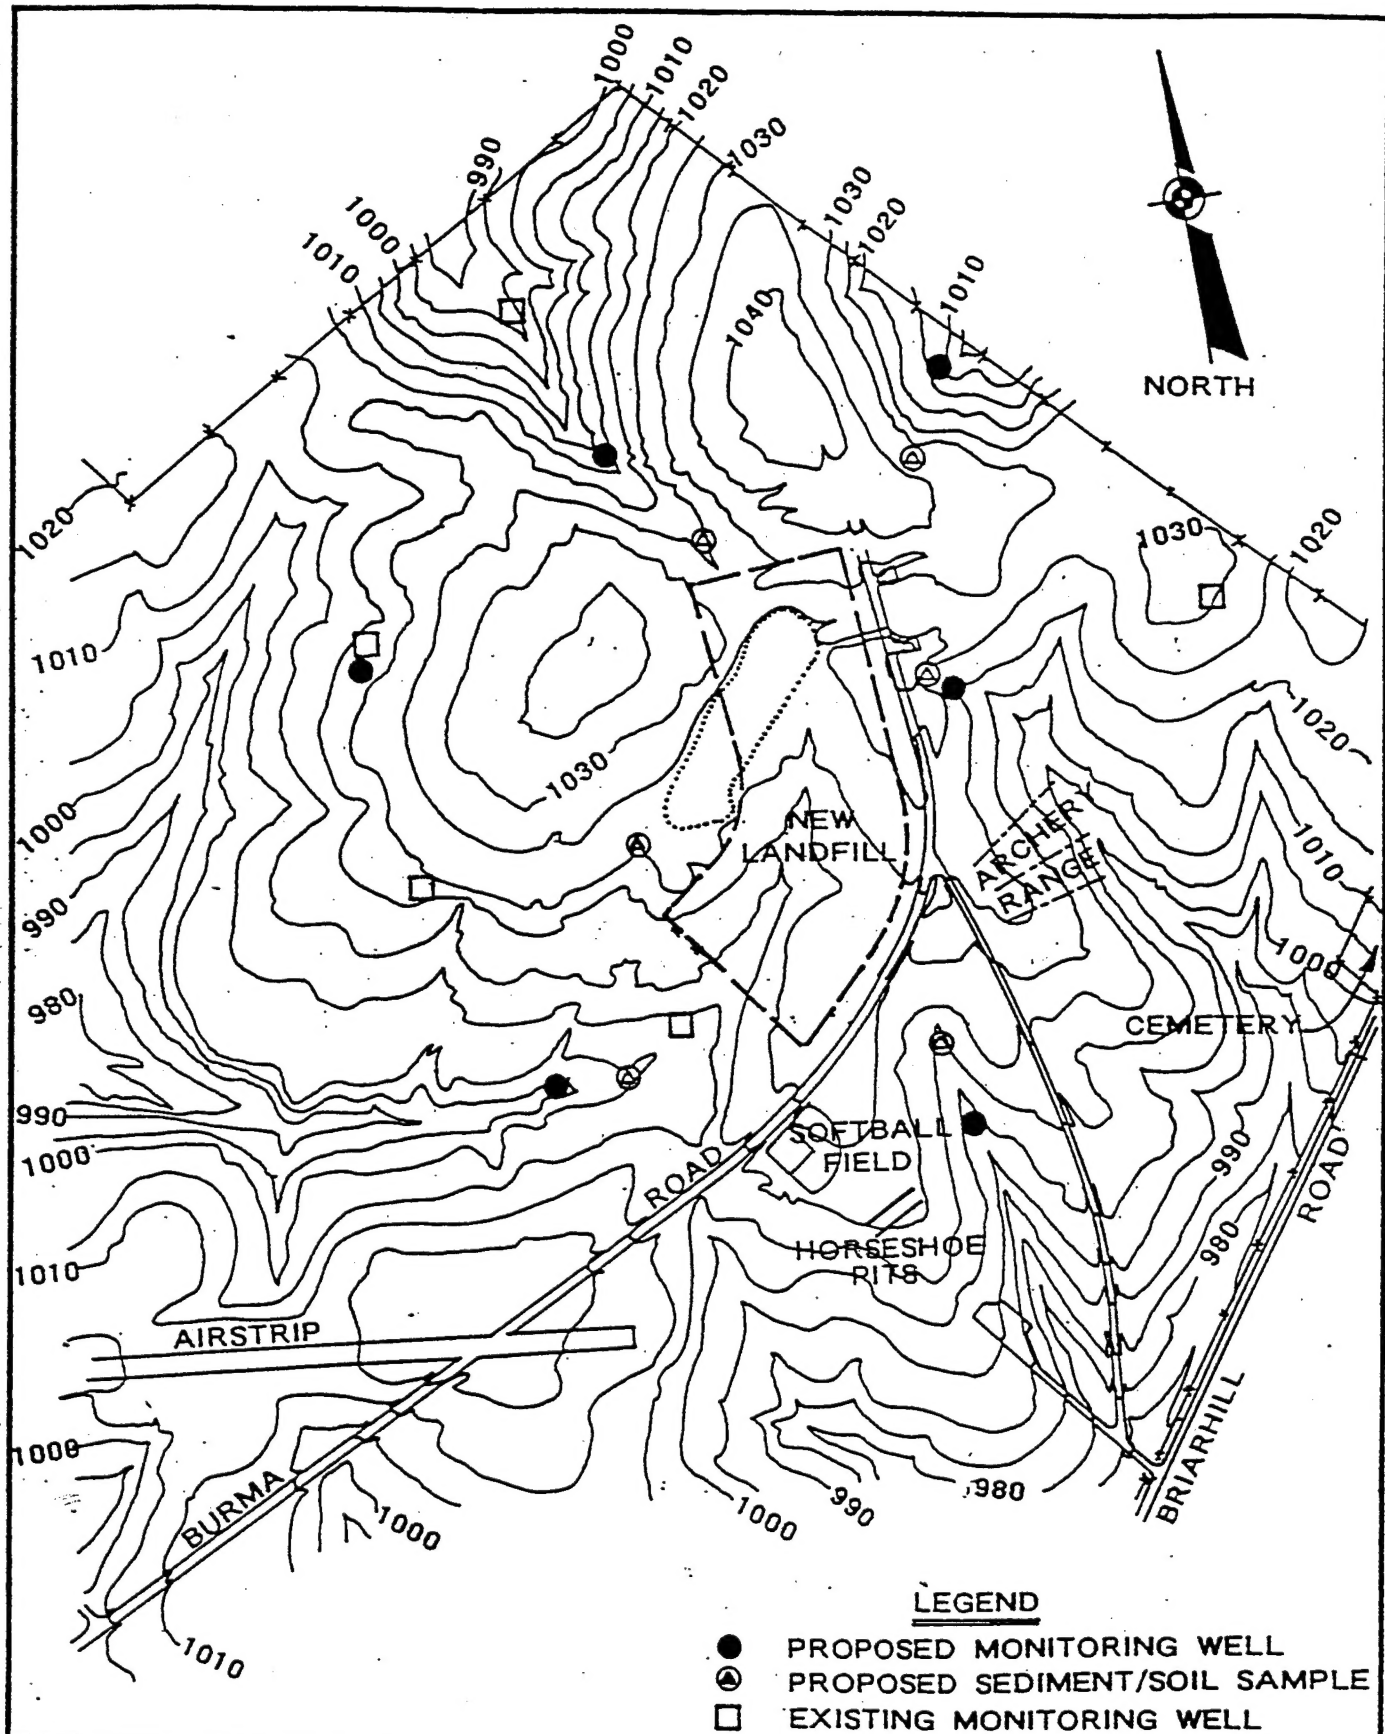 1000
1010
1020
1030
990
1000
1010
1030
1020
1010
1040
NORTH
1020
1030
1020
1010
1020
1030
1000
NEW
LANDFILL
ARCHERY
RANGE
1010
990
1000
980
CEMETERY
990
1000
SOFTBALL
FIELD
ROAD
990
ROAD
980
1010
HORSESHOE
PITS
AIRSTRIP
1000
BURMA
1000
1000
990
980
BRIARHILL
1010
LEGEND
PROPOSED MONITORING WELL
PROPOSED SEDIMENT/SOIL SAMPLE
EXISTING MONITORING WELL